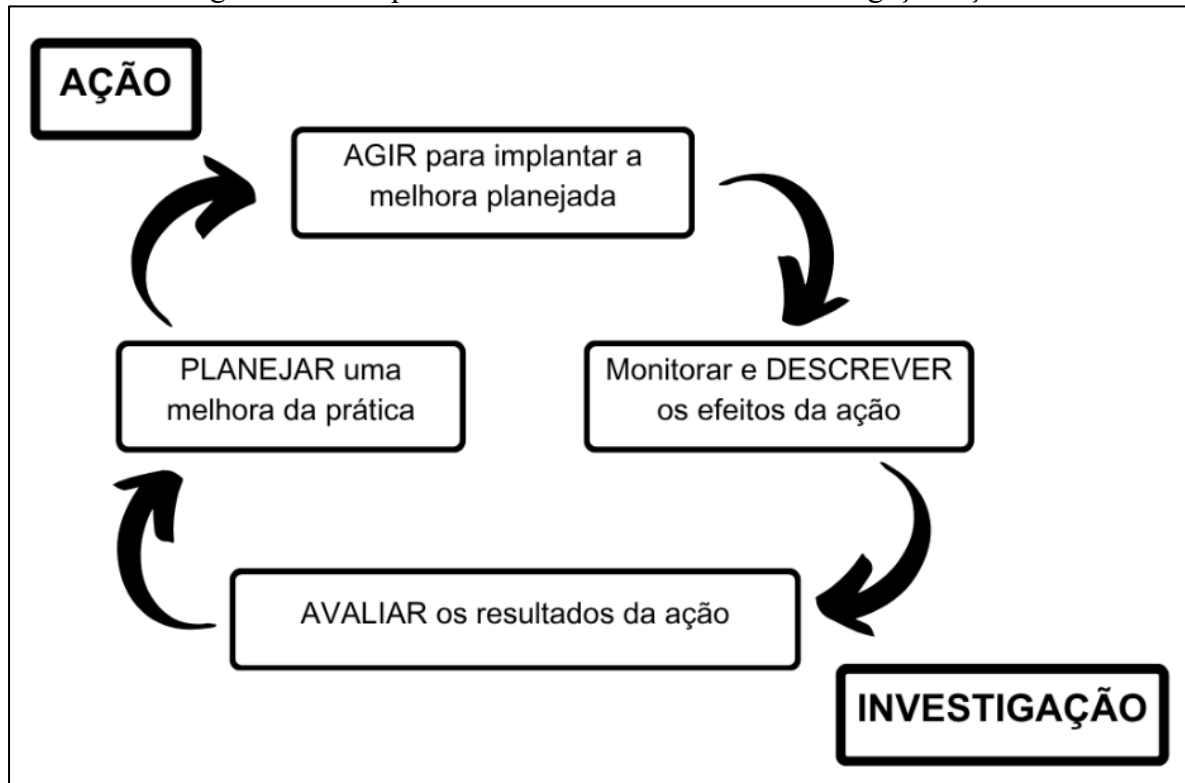 AÇÃO
AGIR para implantar a
melhora planejada
PLANEJAR uma
melhora da prática
Monitorar e DESCREVER
os efeitos da ação
AVALIAR os resultados da ação
INVESTIGAÇÃO